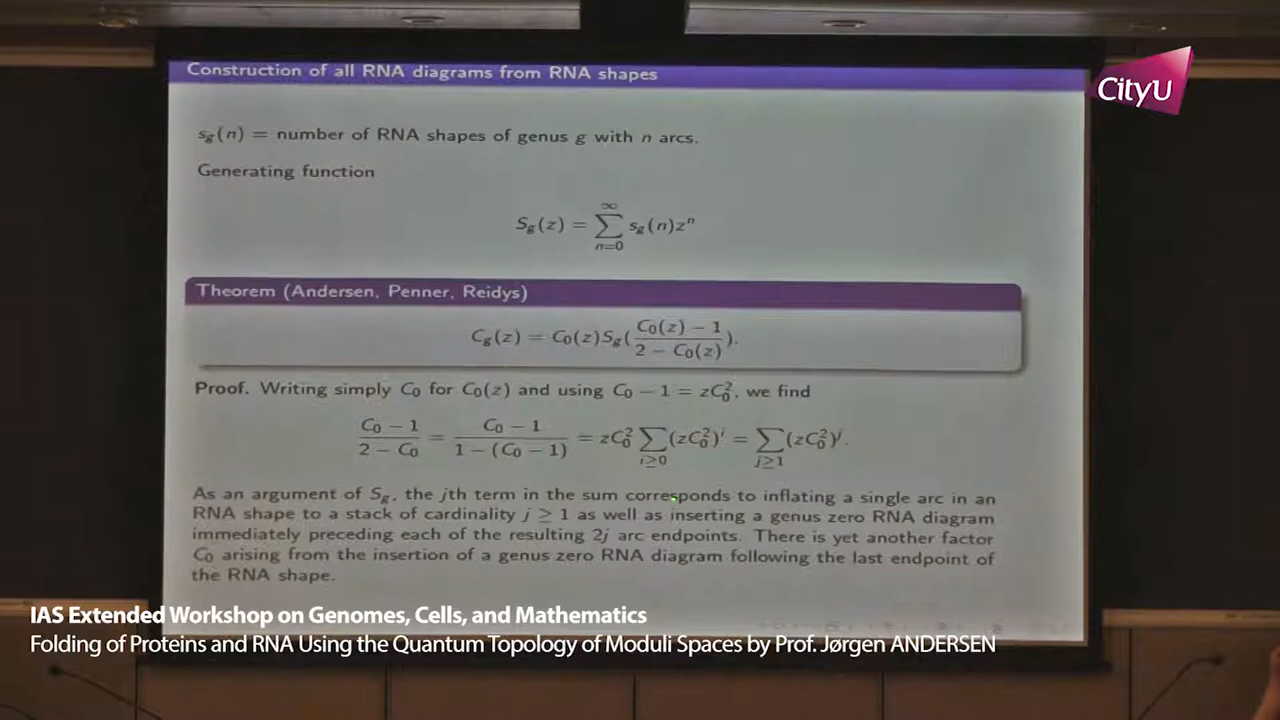 Construction of all RNA diagrams from RNA shapes
CityU
s_g(n) = number of RNA shapes of genus g with n arcs.
Generating function
S_g(z) = ∑_{n=0}^{∞} s_g(n)z^n
Theorem (Andersen, Penner, Reidys)
C_g(z) = C_0(z)S_g( (C_0(z) − 1)/(2 − C_0(z)) ).
Proof. Writing simply C_0 for C_0(z) and using C_0 − 1 = zC_0^2, we find
(C_0 − 1)/(2 − C_0) = (C_0 − 1)/(1 − (C_0 − 1)) = zC_0^2 ∑_{i≥0} (zC_0^2)^i = ∑_{j≥1} (zC_0^2)^j.
As an argument of S_g, the jth term in the sum corresponds to inflating a single arc in an
RNA shape to a stack of cardinality j ≥ 1 as well as inserting a genus zero RNA diagram
immediately preceding each of the resulting 2j arc endpoints. There is yet another factor
C_0 arising from the insertion of a genus zero RNA diagram following the last endpoint of
the RNA shape.
IAS Extended Workshop on Genomes, Cells, and Mathematics
Folding of Proteins and RNA Using the Quantum Topology of Moduli Spaces by Prof. Jørgen ANDERSEN